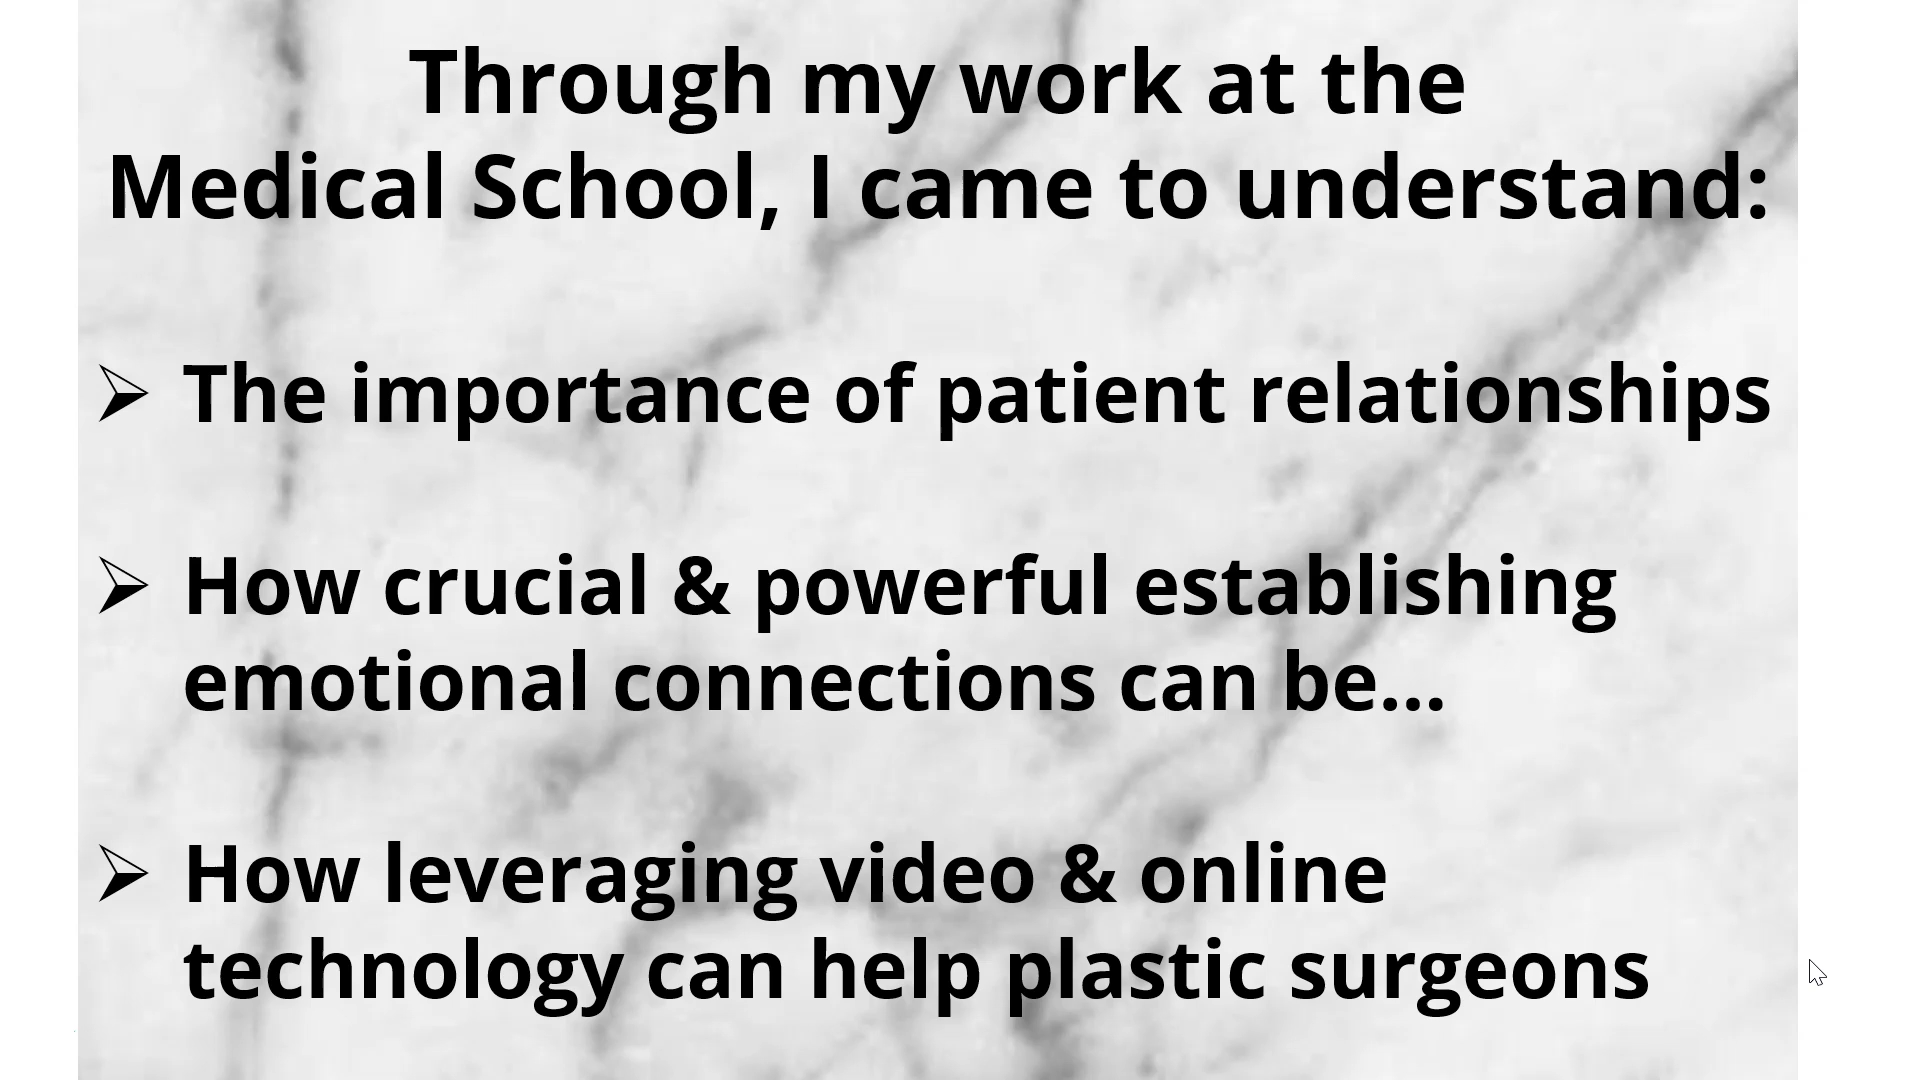 Through my work at the
Medical School, I came to understand:
➢ The importance of patient relationships
➢ How crucial & powerful establishing
emotional connections can be...
➢ How leveraging video & online
technology can help plastic surgeons